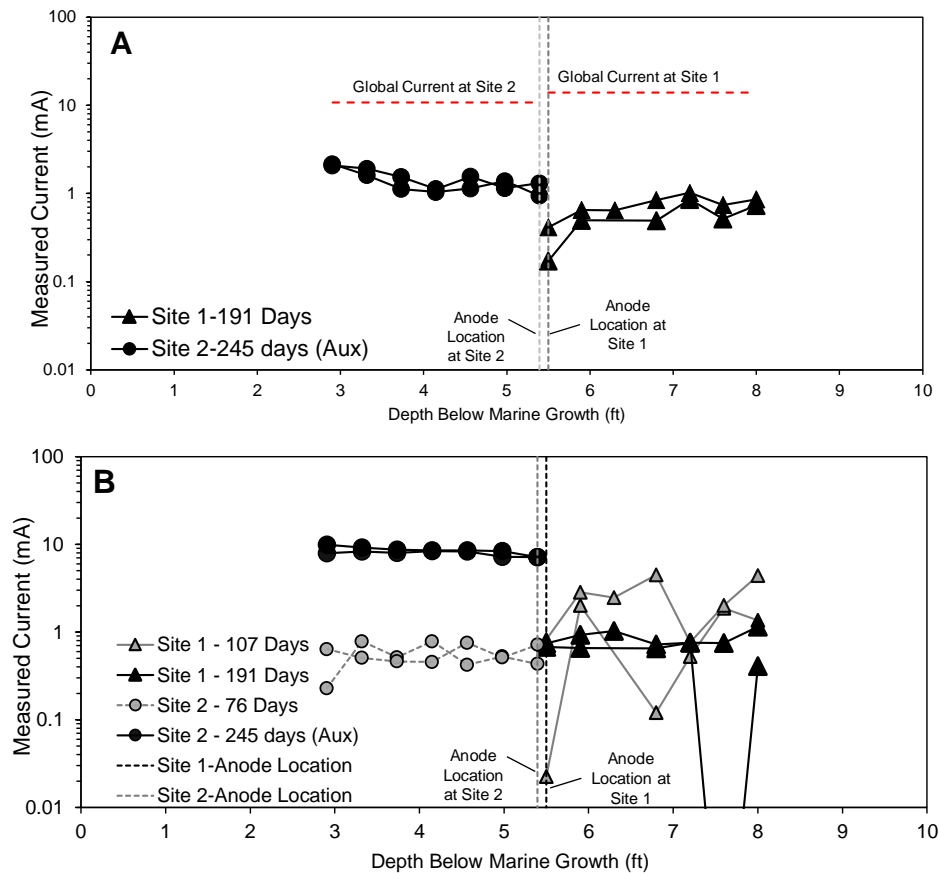 A
Measured Current (mA)
100
10
1
0.1
0.01
Global Current at Site 2
Global Current at Site 1
Site 1-191 Days
Site 2-245 days (Aux)
Anode
Location
at Site 2
Anode
Location at
Site 1
0 1 2 3 4 5 6 7 8 9 10
Depth Below Marine Growth (ft)
B
Measured Current (mA)
100
10
1
0.1
0.01
Site 1 - 107 Days
Site 1 - 191 Days
Site 2 - 76 Days
Site 2 - 245 days (Aux)
Site 1-Anode Location
Site 2-Anode Location
Anode
Location
at Site 2
Anode
Location at
Site 1
0 1 2 3 4 5 6 7 8 9 10
Depth Below Marine Growth (ft)